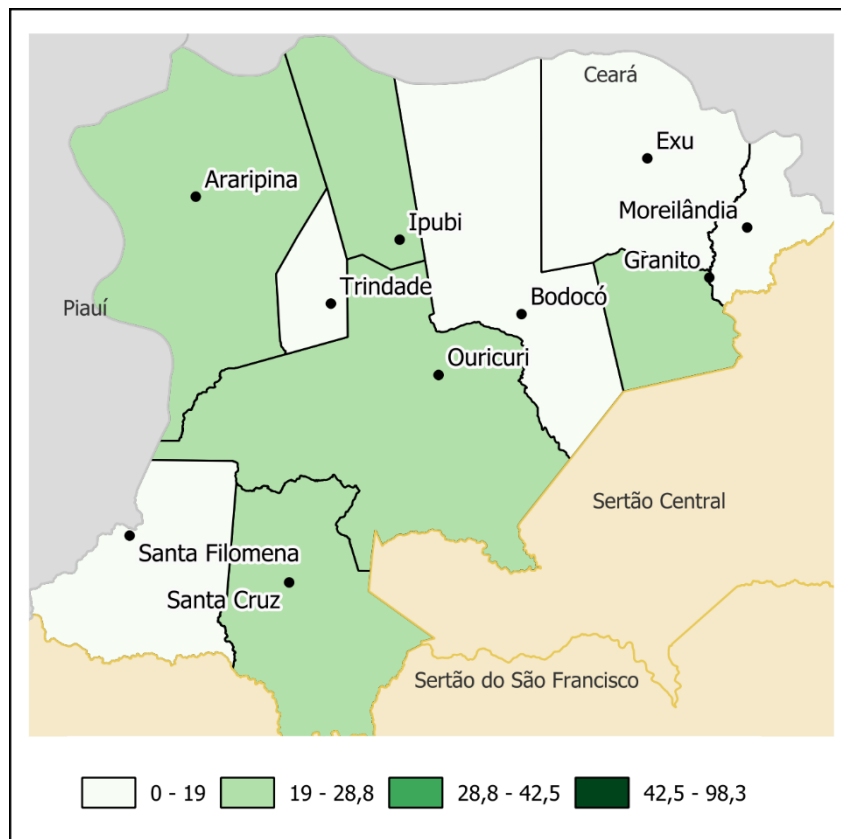 Ceará
Exu
Araripina
Moreilândia
Ipubi
Granito
Trindade
Piauí
Bodocó
Ouricuri
Sertão Central
Santa Filomena
Santa Cruz
Sertão do São Francisco
0 - 19 19 - 28,8 28,8 - 42,5 42,5 - 98,3